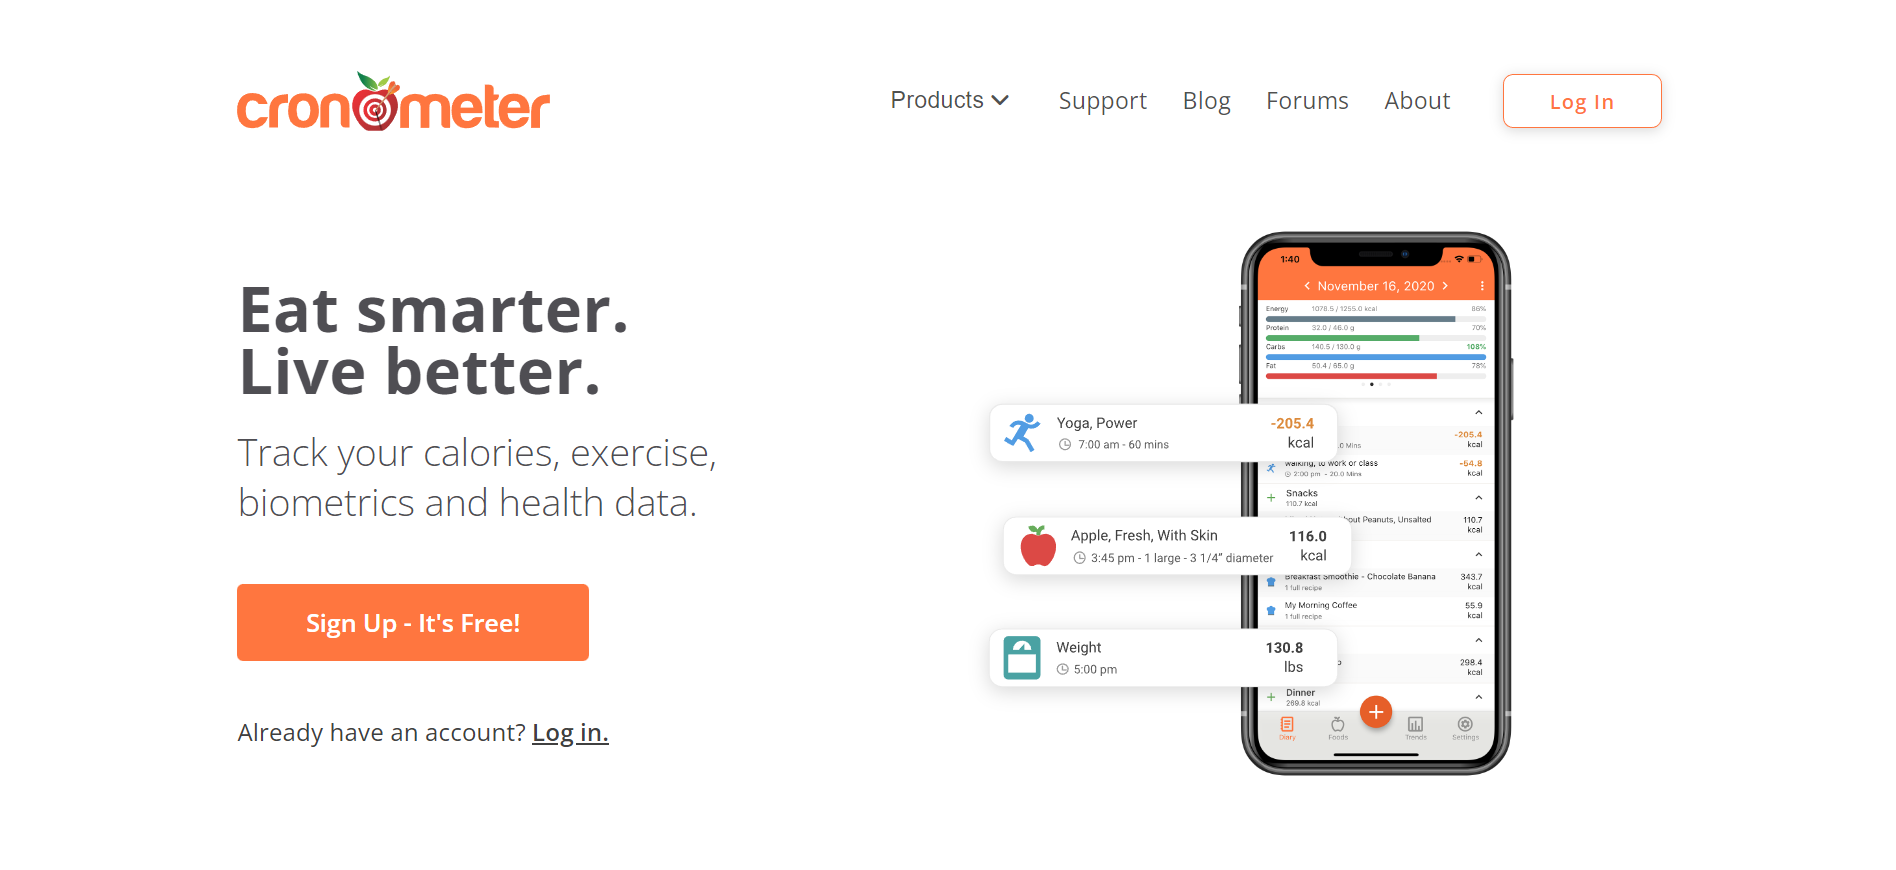 cronometer
Products
Support
Blog
Forums
About
Log In
Eat smarter.
Live better.
Track your calories, exercise,
biometrics and health data.
Sign Up - It's Free!
Already have an account? Log in.
1:40
November 16, 2020
Energy 1078.5 / 1255.0 kcal 86%
Protein 32.0 / 46.0 g 70%
Carbs 140.5 / 130.0 g 108%
Fat 50.4 / 65.0 g 78%
Yoga, Power -205.4
7:00 am - 60 mins kcal
-205.4
.0 Mins kcal
walking, to work or class -54.8
2:00 pm - 20.0 Mins kcal
Snacks
110.7 kcal
Apple, Fresh, With Skin 116.0
3:45 pm - 1 large - 3 1/4” diameter kcal
out Peanuts, Unsalted 110.7
kcal
Breakfast Smoothie - Chocolate Banana 343.7
1 full recipe kcal
My Morning Coffee 55.9
1 full recipe kcal
Weight 130.8
5:00 pm lbs
298.4
kcal
Dinner
269.8 kcal
Diary
Foods
+
Trends
Settings